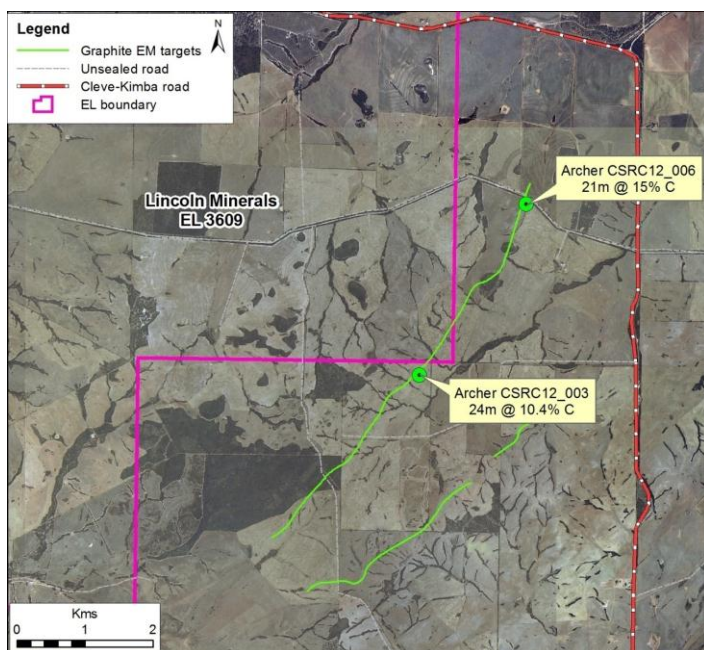 Legend
N
Graphite EM targets
Unsealed road
Cleve-Kimba road
EL boundary
Archer CSRC12_006
21m @ 15% C
Lincoln Minerals
EL 3609
Archer CSRC12_003
24m @ 10.4% C
Kms
0 1 2